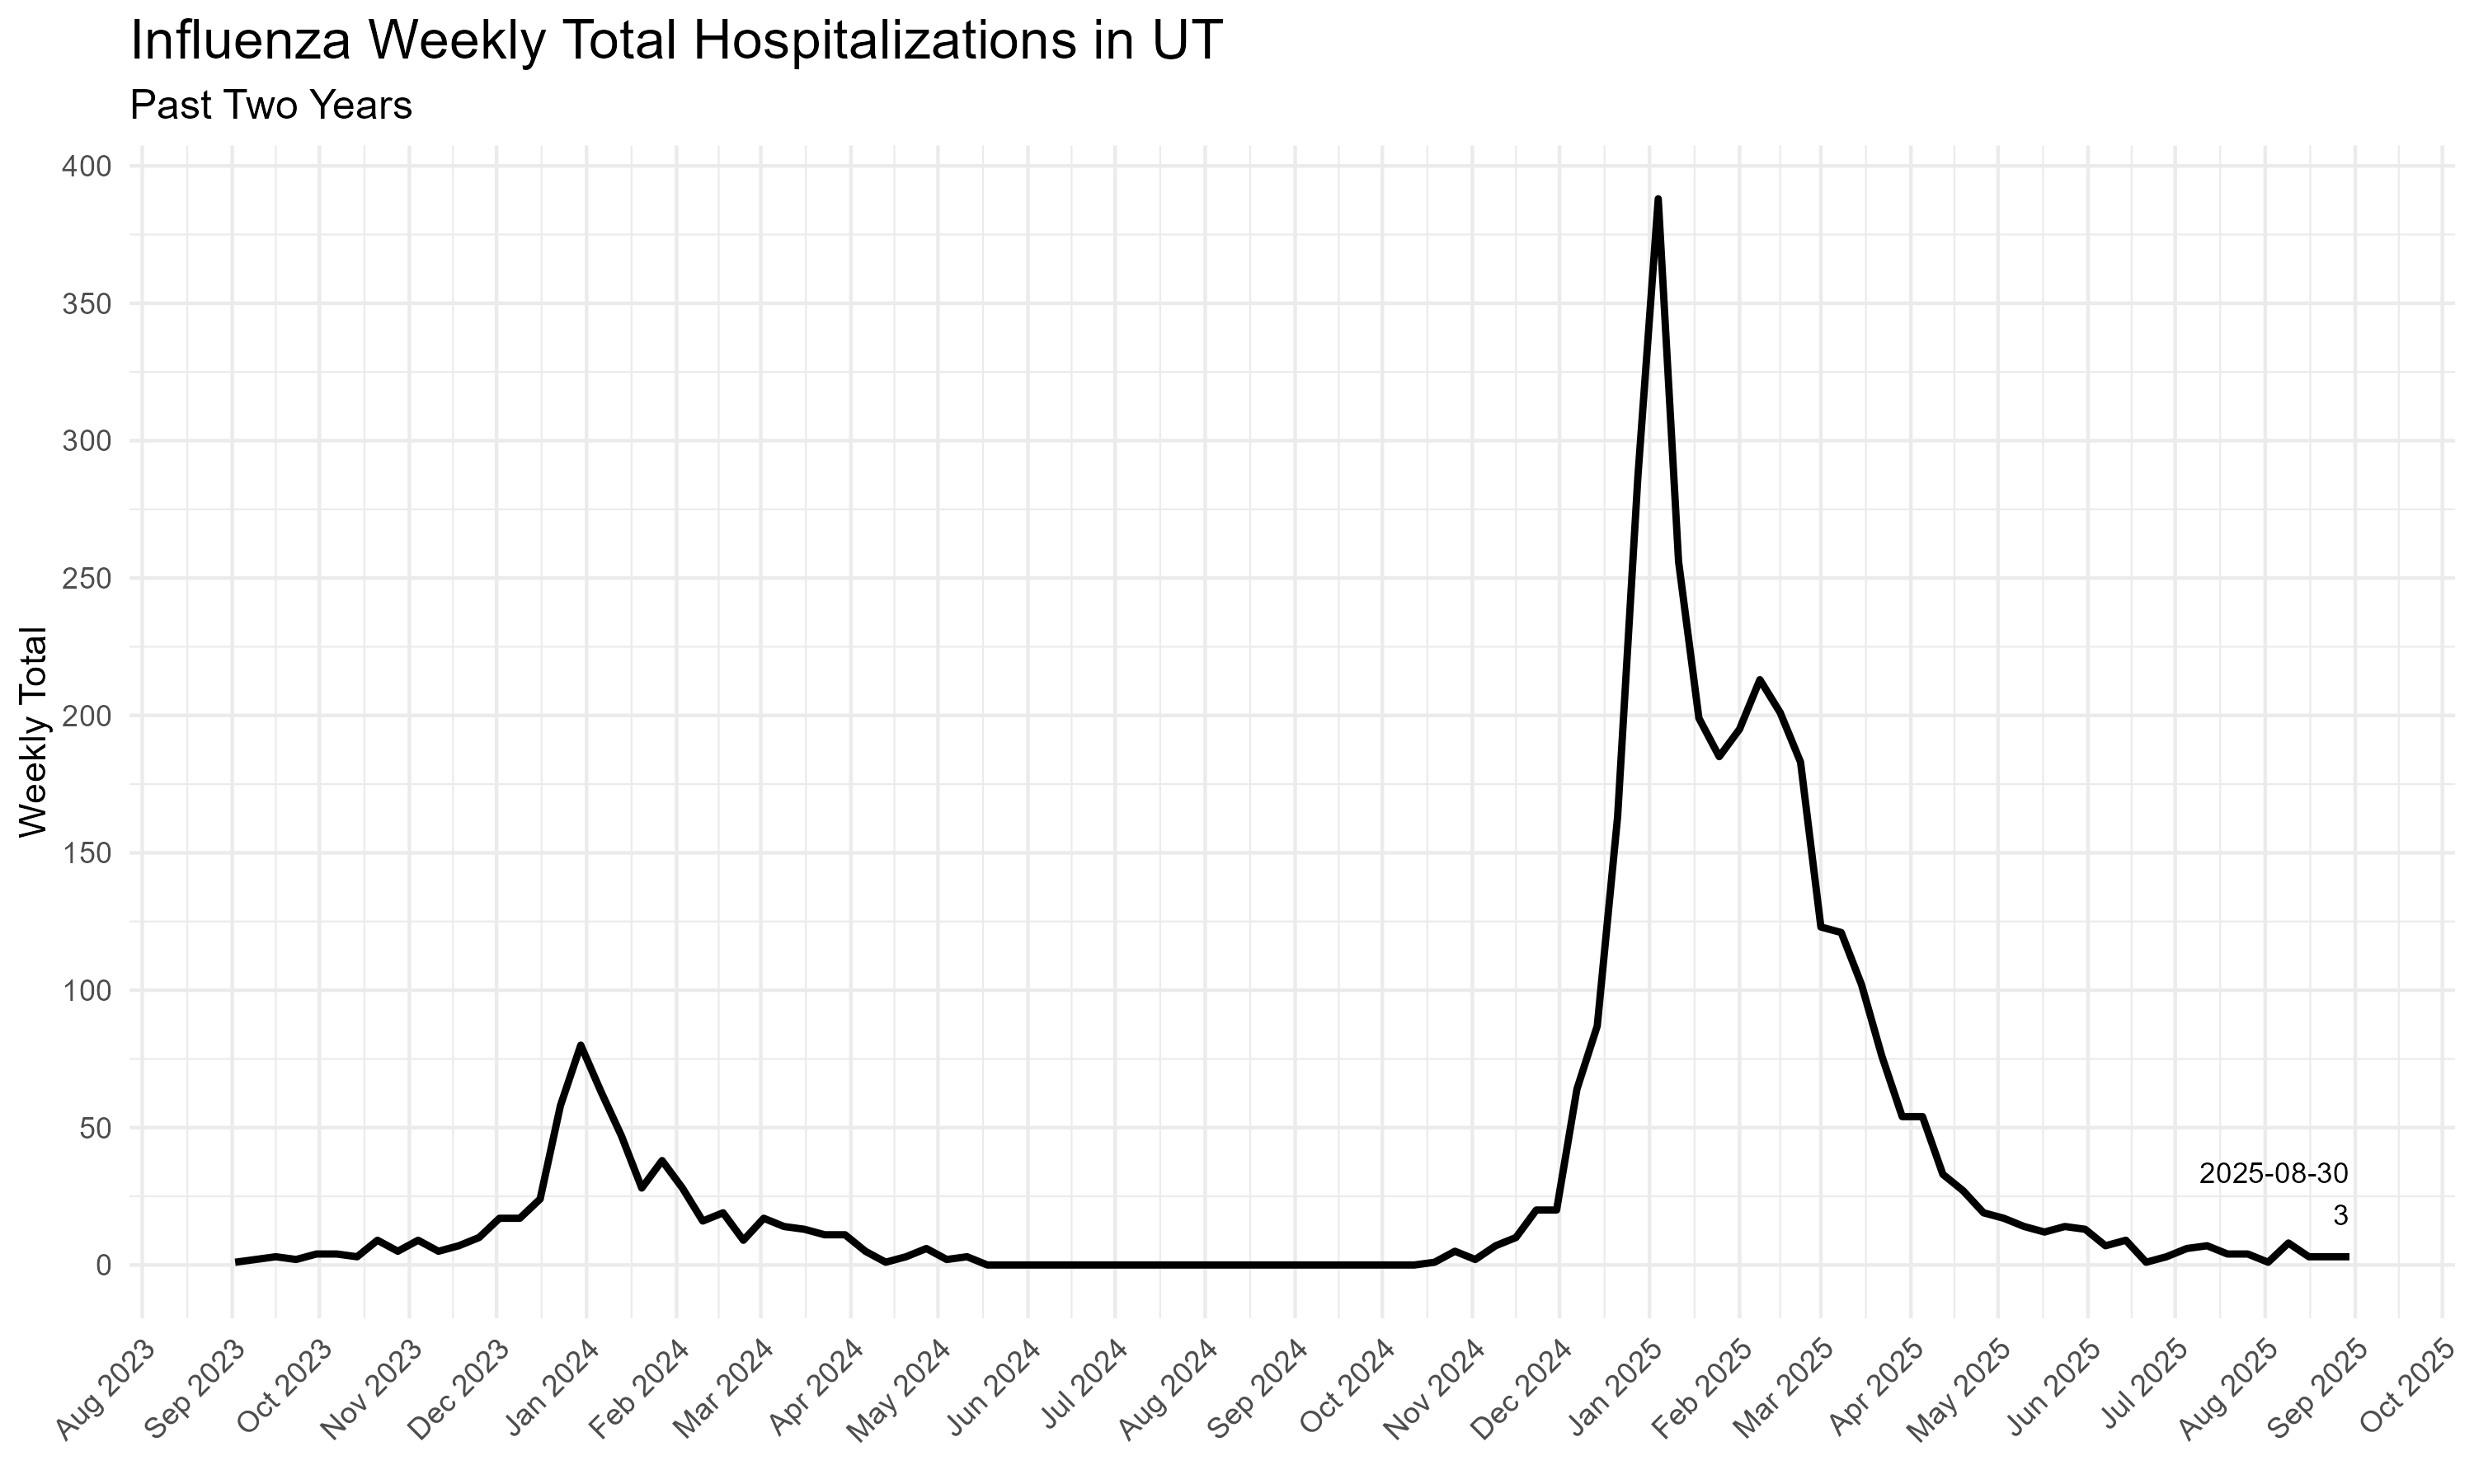 Influenza Weekly Total Hospitalizations in UT
Past Two Years
Weekly Total
400
350
300
250
200
150
100
50
0
2025-08-30
3
Aug 2023
Sep 2023
Oct 2023
Nov 2023
Dec 2023
Jan 2024
Feb 2024
Mar 2024
Apr 2024
May 2024
Jun 2024
Jul 2024
Aug 2024
Sep 2024
Oct 2024
Nov 2024
Dec 2024
Jan 2025
Feb 2025
Mar 2025
Apr 2025
May 2025
Jun 2025
Jul 2025
Aug 2025
Sep 2025
Oct 2025